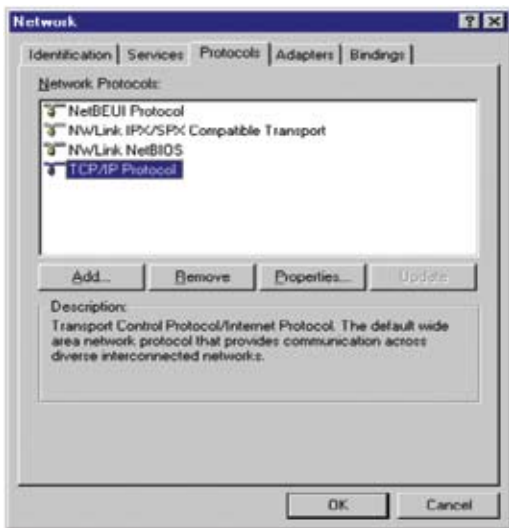 Network
Identification Services Protocols Adapters Bindings
Network Protocols:
NetBEUI Protocol
NWLink IPX/SPX Compatible Transport
NWLink NetBIOS
TCP/IP Protocol
Add... Remove Properties... Update
Description:
Transport Control Protocol/Internet Protocol. The default wide
area network protocol that provides communication across
diverse interconnected networks.
OK Cancel